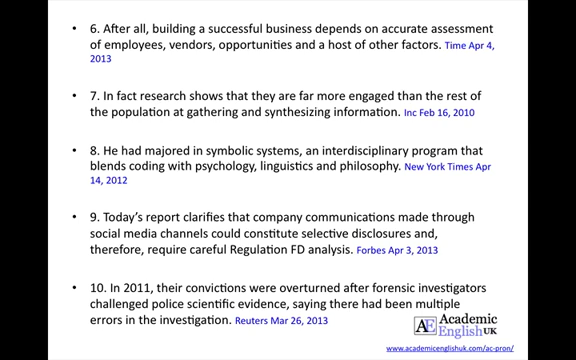 • 6. After all, building a successful business depends on accurate assessment
of employees, vendors, opportunities and a host of other factors. Time Apr 4,
2013
• 7. In fact research shows that they are far more engaged than the rest of
the population at gathering and synthesizing information. Inc Feb 16, 2010
• 8. He had majored in symbolic systems, an interdisciplinary program that
blends coding with psychology, linguistics and philosophy. New York Times Apr
14, 2012
• 9. Today's report clarifies that company communications made through
social media channels could constitute selective disclosures and,
therefore, require careful Regulation FD analysis. Forbes Apr 3, 2013
• 10. In 2011, their convictions were overturned after forensic investigators
challenged police scientific evidence, saying there had been multiple
errors in the investigation. Reuters Mar 26, 2013
AE Academic
English UK
www.academicenglishuk.com/ac-pron/